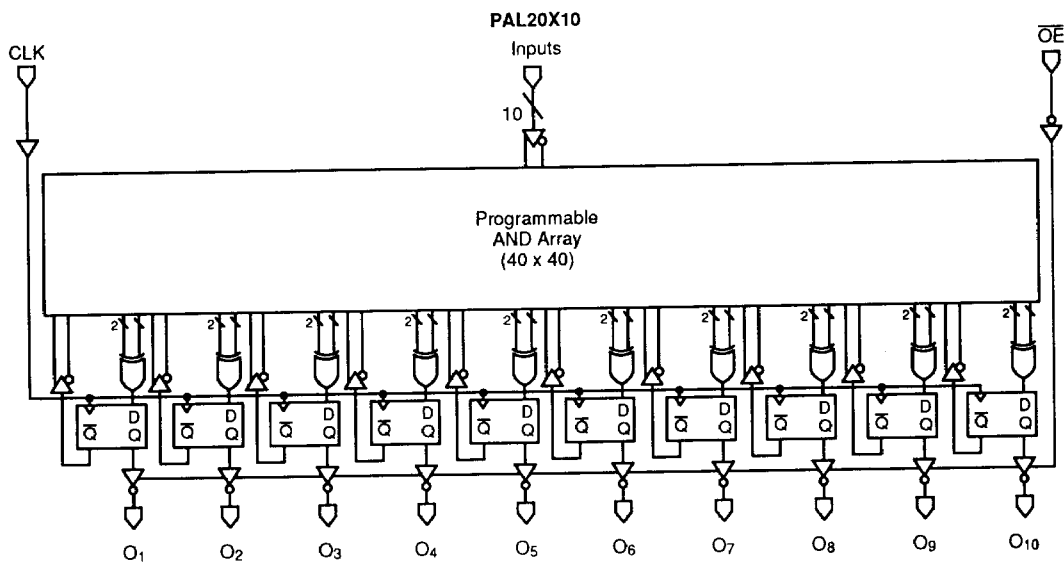 PAL20X10
CLK
Inputs
OE
10
Programmable
AND Array
(40 x 40)
2 2 2 2 2 2 2 2 2 2
Q D Q D Q D Q D Q D Q D Q D Q D Q D Q D
Q Q Q Q Q Q Q Q Q Q
O1 O2 O3 O4 O5 O6 O7 O8 O9 O10